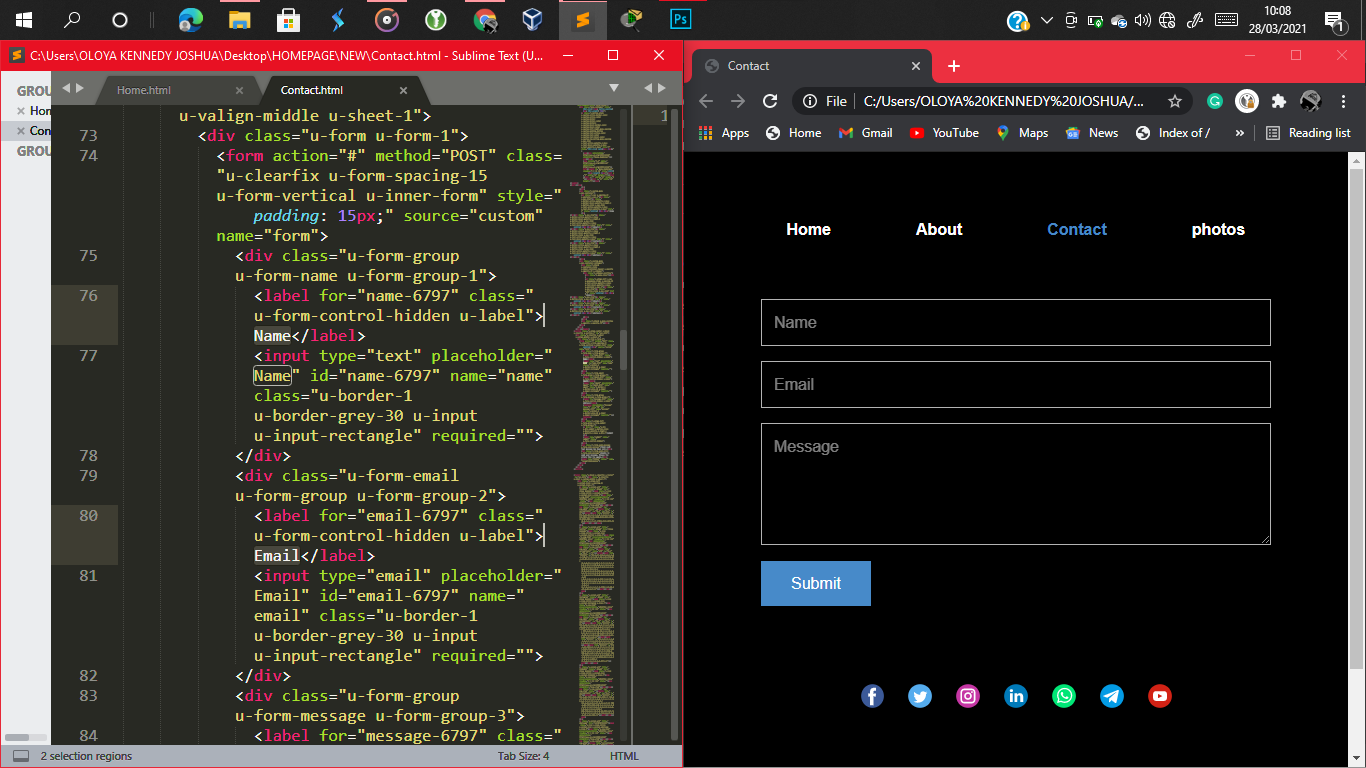 Ps
10:08
28/03/2021
1
C:\Users\OLOYA KENNEDY JOSHUA\Desktop\HOMEPAGE\NEW\Contact.html - Sublime Text (U...
GROU
Hon
Con
GROU
Home.html
Contact.html
u-valign-middle u-sheet-1">
73 <div class="u-form u-form-1">
74 <form action="#" method="POST" class=
"u-clearfix u-form-spacing-15
u-form-vertical u-inner-form" style="
padding: 15px;" source="custom"
name="form">
75 <div class="u-form-group
u-form-name u-form-group-1">
76 <label for="name-6797" class="
u-form-control-hidden u-label">
Name</label>
77 <input type="text" placeholder="
Name" id="name-6797" name="name"
class="u-border-1
u-border-grey-30 u-input
u-input-rectangle" required="">
78 </div>
79 <div class="u-form-email
u-form-group u-form-group-2">
80 <label for="email-6797" class="
u-form-control-hidden u-label">
Email</label>
81 <input type="email" placeholder="
Email" id="email-6797" name="
email" class="u-border-1
u-border-grey-30 u-input
u-input-rectangle" required="">
82 </div>
83 <div class="u-form-group
u-form-message u-form-group-3">
84 <label for="message-6797" class="
1
2 selection regions
Tab Size: 4
HTML
Contact
File
C:/Users/OLOYA%20KENNEDY%20JOSHUA/...
Apps
Home
Gmail
YouTube
Maps
News
Index of /
»
Reading list
Home
About
Contact
photos
Name
Email
Message
Submit